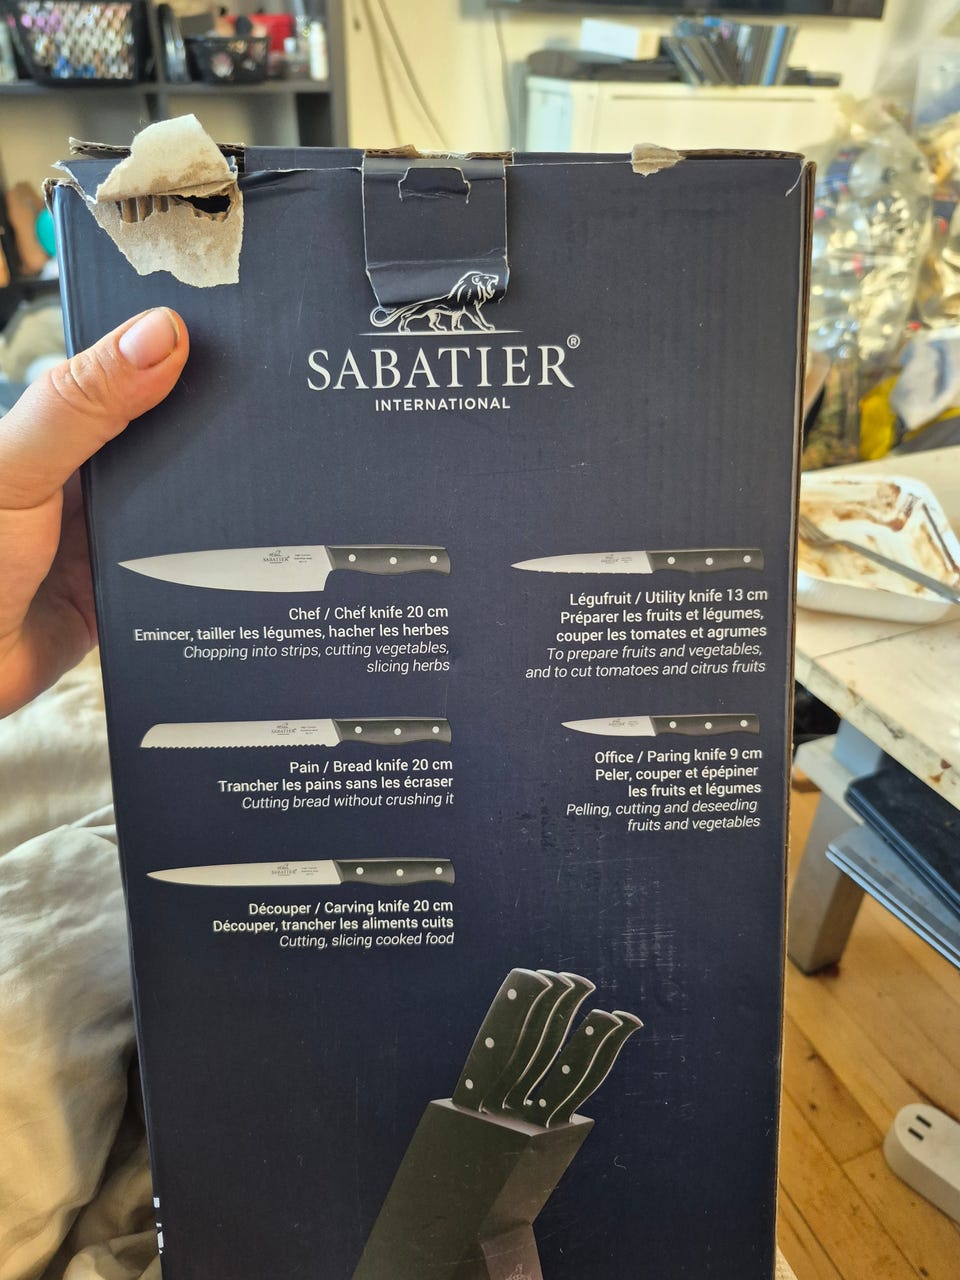 SABATIER®
INTERNATIONAL
SABATIER
Chef / Chef knife 20 cm
Emincer, tailler les légumes, hacher les herbes
Chopping into strips, cutting vegetables,
slicing herbs
SABATIER
Pain / Bread knife 20 cm
Trancher les pains sans les écraser
Cutting bread without crushing it
SABATIER
Découper / Carving knife 20 cm
Découper, trancher les aliments cuits
Cutting, slicing cooked food
Légufruit / Utility knife 13 cm
Préparer les fruits et légumes,
couper les tomates et agrumes
To prepare fruits and vegetables,
and to cut tomatoes and citrus fruits
Office / Paring knife 9 cm
Peler, couper et épépiner
les fruits et légumes
Pelling, cutting and deseeding
fruits and vegetables